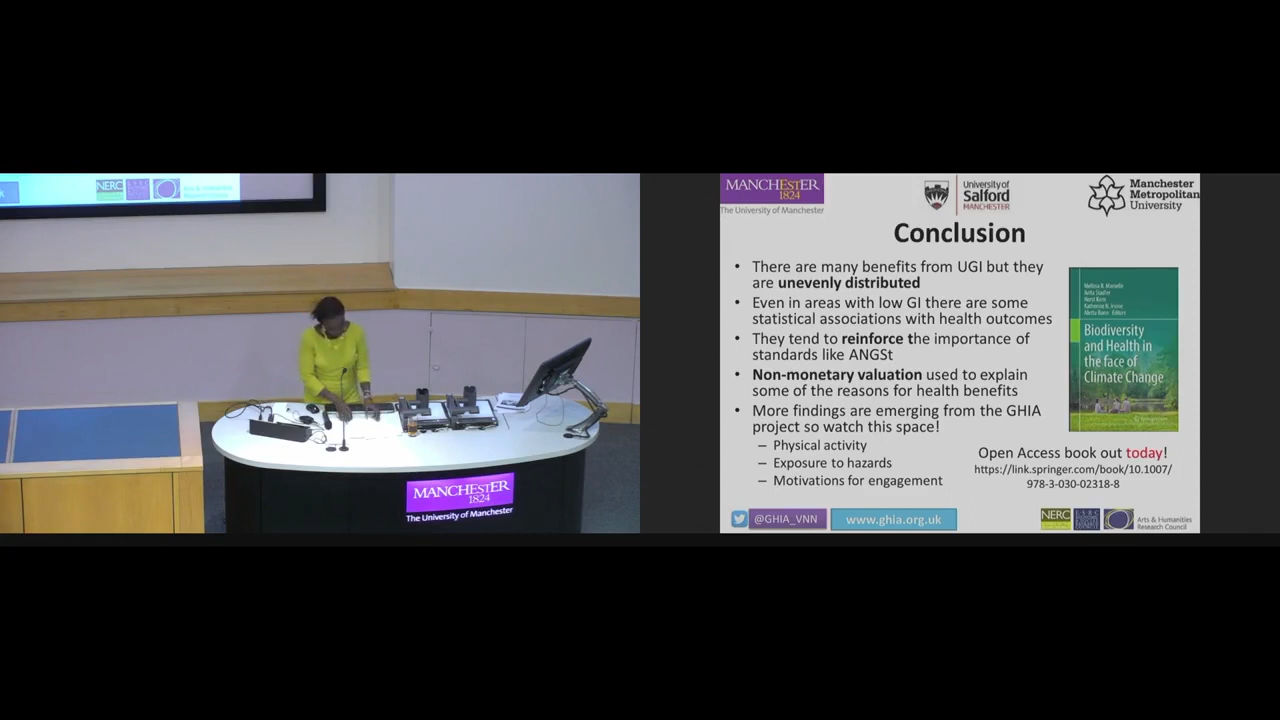 NERC
MANCHESTER
1824
The University of Manchester
MANCHESTER
1824
The University of Manchester
University of
Salford
MANCHESTER
Manchester
Metropolitan
University
Conclusion
• There are many benefits from UGI but they
are unevenly distributed
• Even in areas with low GI there are some
statistical associations with health outcomes
• They tend to reinforce the importance of
standards like ANGSt
• Non-monetary valuation used to explain
some of the reasons for health benefits
• More findings are emerging from the GHIA
project so watch this space!
– Physical activity
– Exposure to hazards
– Motivations for engagement
Biodiversity
and Health in
the face of
Climate Change
Open Access book out today!
https://link.springer.com/book/10.1007/
978-3-030-02318-8
@GHIA_VNN
www.ghia.org.uk
NERC
Arts & Humanities
Research Council